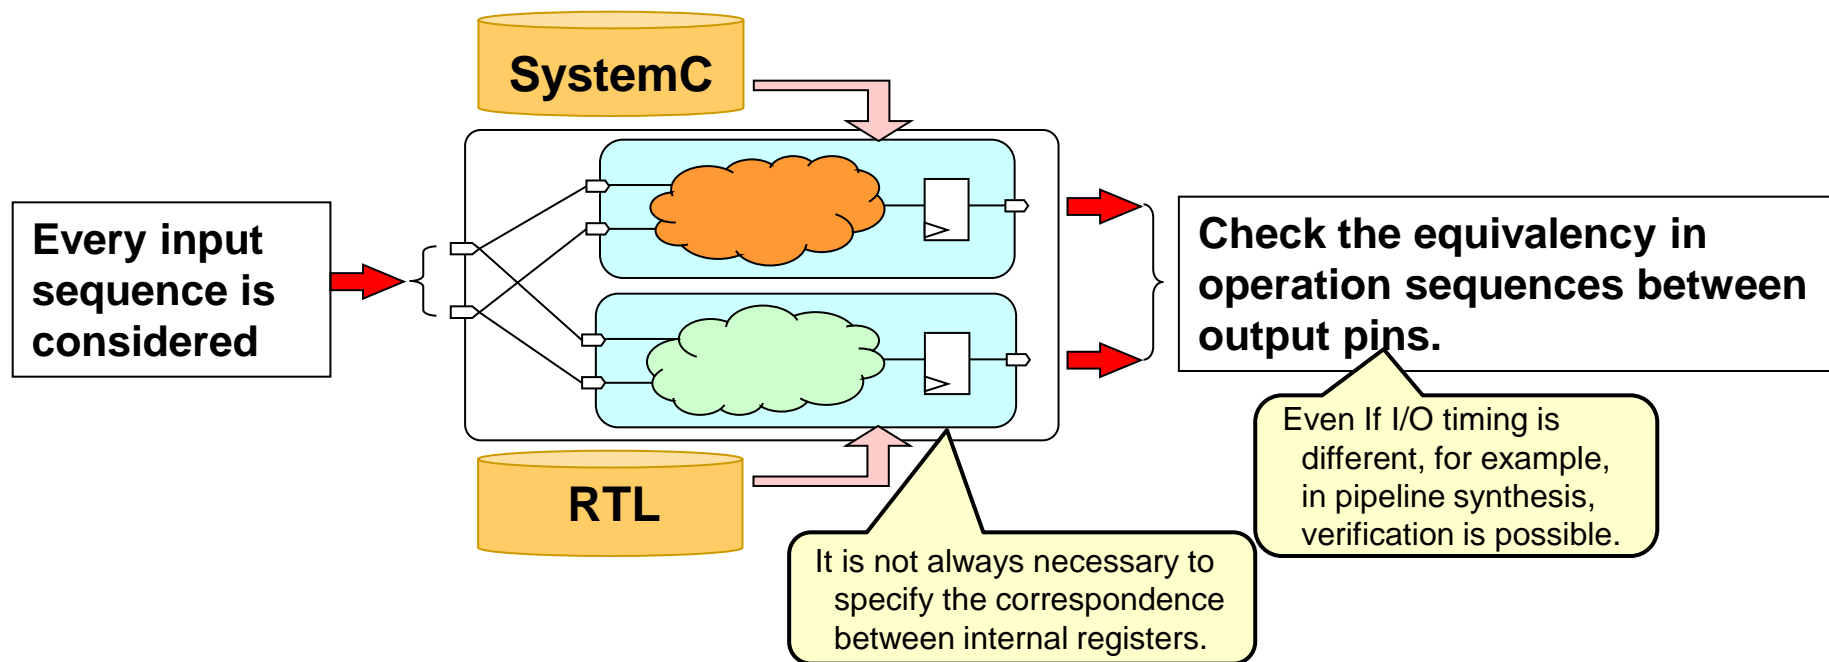 SystemC
Every input
sequence is
considered
Check the equivalency in
operation sequences between
output pins.
Even If I/O timing is
different, for example,
in pipeline synthesis,
verification is possible.
RTL
It is not always necessary to
specify the correspondence
between internal registers.